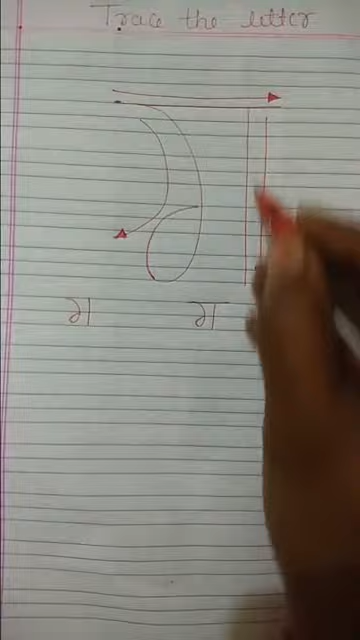 Trace the letter
ग ग